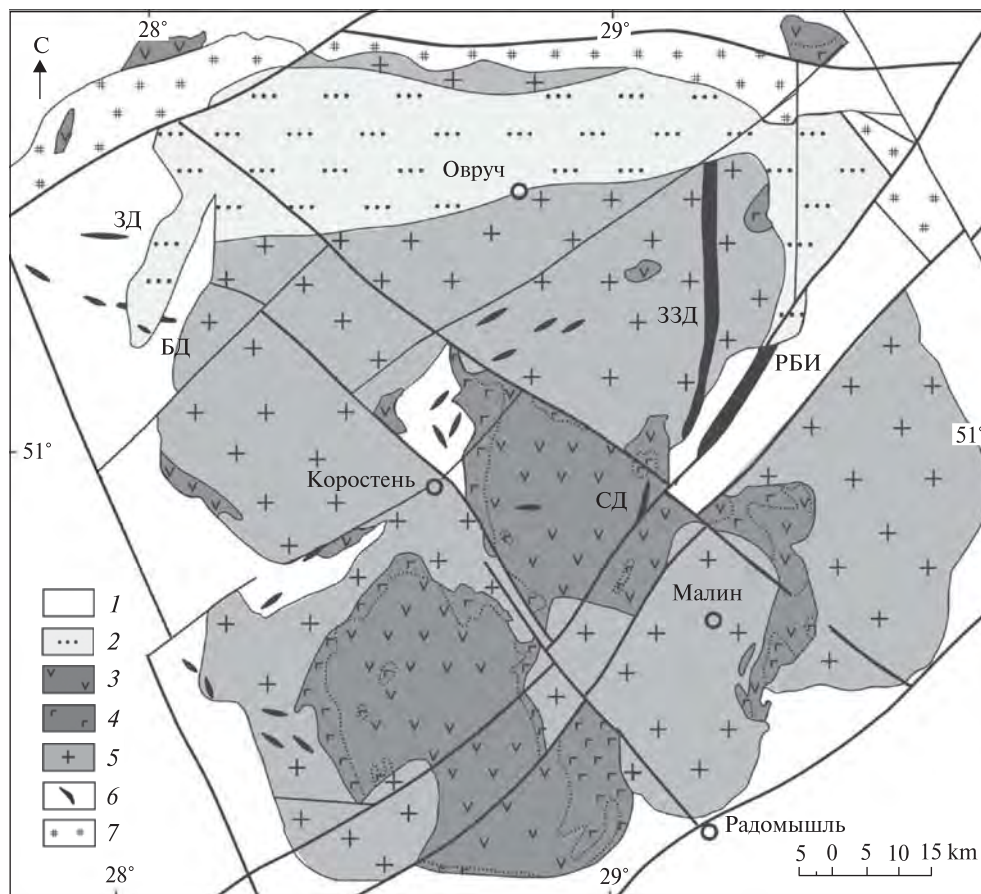 28°
29°
С
Овруч
ЗД
ЗЗД
БД
РБИ
51°
51°
Коростень
СД
Малин
1
2
3
4
5
6
7
Радомышль
5 0 5 10 15 km
28°
29°